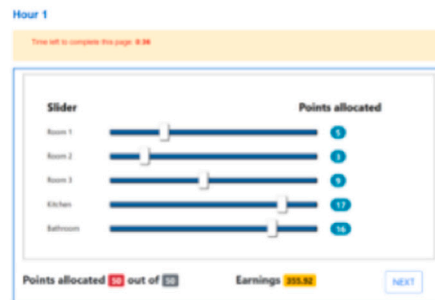 Hour 1
Time left to complete this page: 0:36
Slider Points allocated
Room 1 5
Room 2 3
Room 3 9
Kitchen 17
Bathroom 16
Points allocated 50 out of 50 Earnings 355.92 NEXT